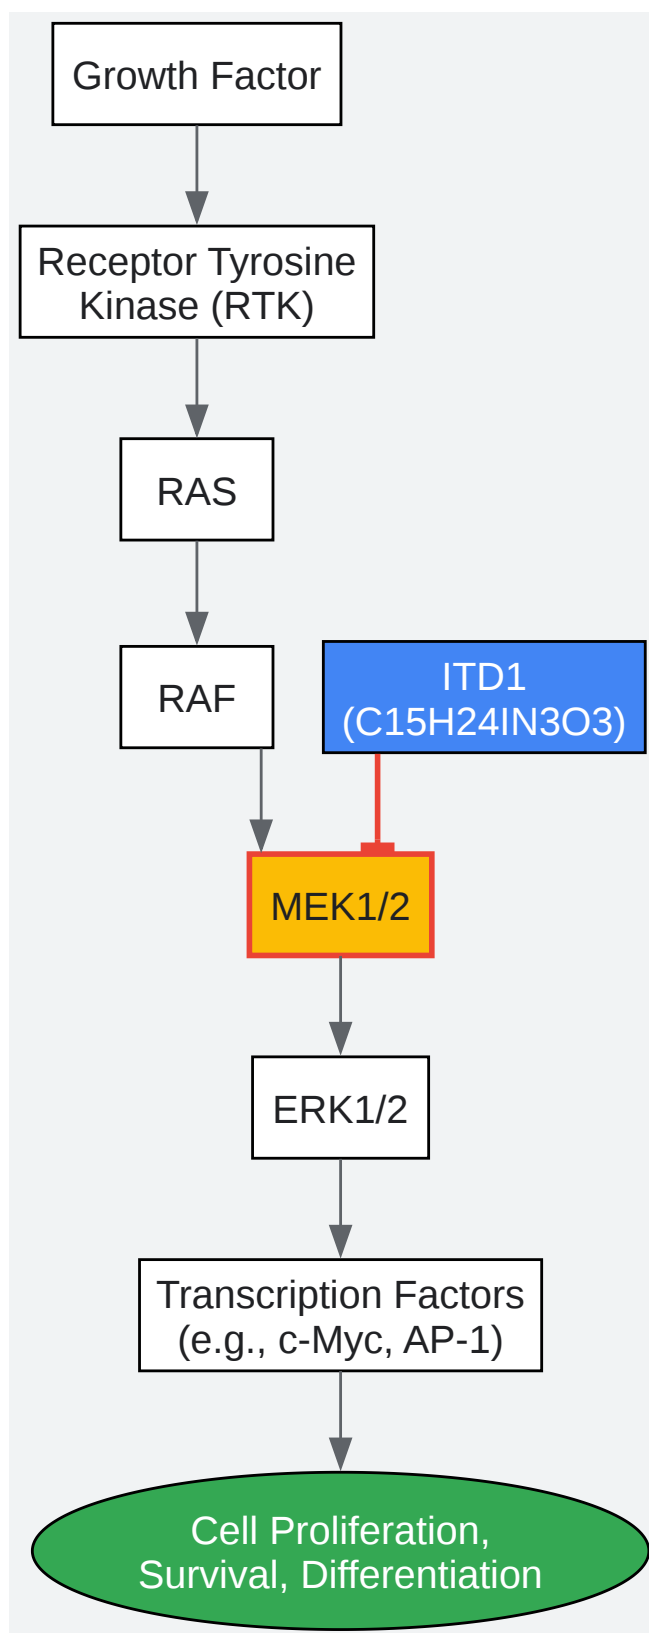 Growth Factor
Receptor Tyrosine
Kinase (RTK)
RAS
RAF
ITD1
(C15H24IN3O3)
MEK1/2
ERK1/2
Transcription Factors
(e.g., c-Myc, AP-1)
Cell Proliferation,
Survival, Differentiation